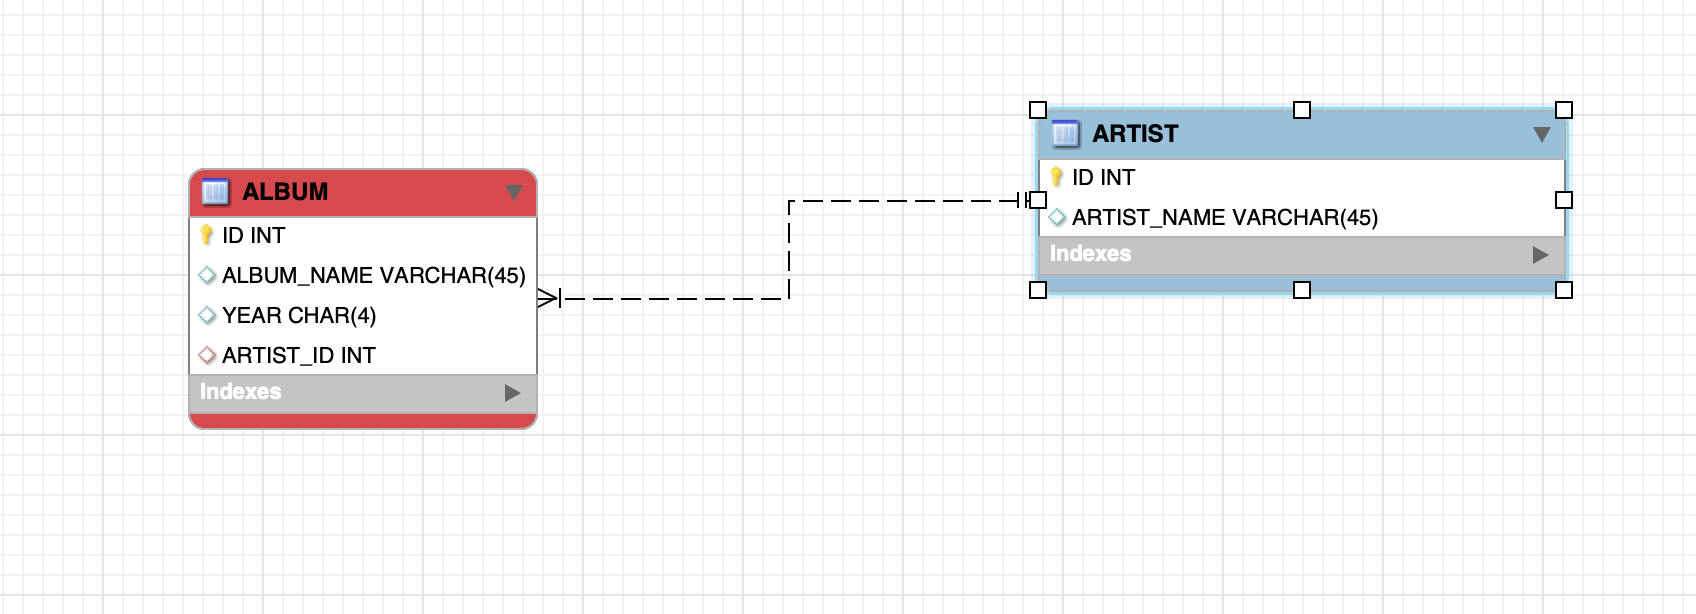 ALBUM
ID INT
ALBUM_NAME VARCHAR(45)
YEAR CHAR(4)
ARTIST_ID INT
Indexes
ARTIST
ID INT
ARTIST_NAME VARCHAR(45)
Indexes